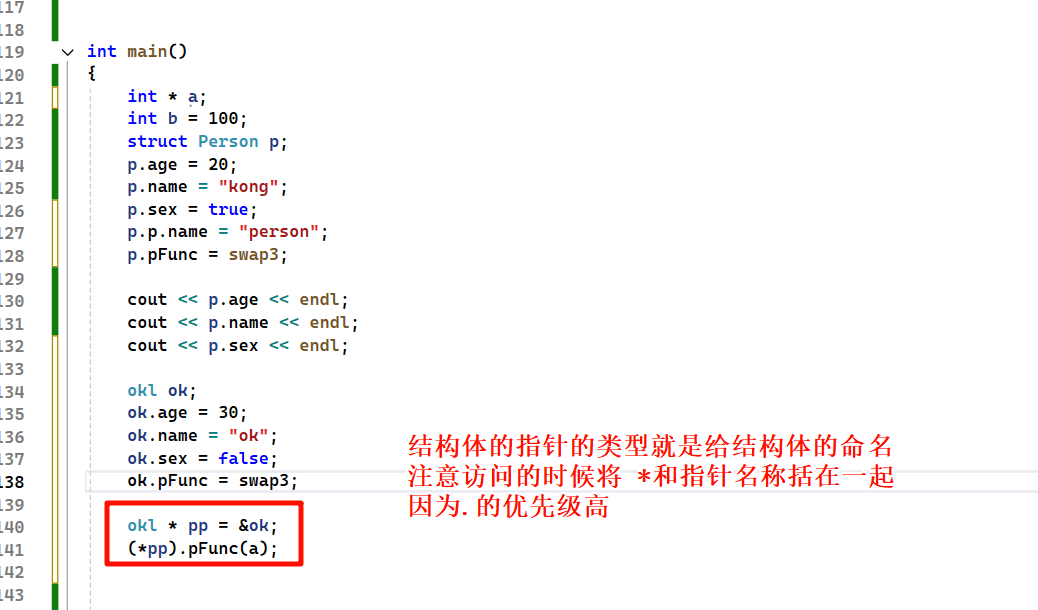 117
118
119 int main()
120 {
121 int * a;
122 int b = 100;
123 struct Person p;
124 p.age = 20;
125 p.name = "kong";
126 p.sex = true;
127 p.p.name = "person";
128 p.pFunc = swap3;
129
130 cout << p.age << endl;
131 cout << p.name << endl;
132 cout << p.sex << endl;
133
134 okl ok;
135 ok.age = 30;
136 ok.name = "ok";
137 ok.sex = false;
138 ok.pFunc = swap3;
139
140 okl * pp = &ok;
141 (*pp).pFunc(a);
142
143
结构体的指针的类型就是给结构体的命名
注意访问的时候将 *和指针名称括在一起
因为.的优先级高